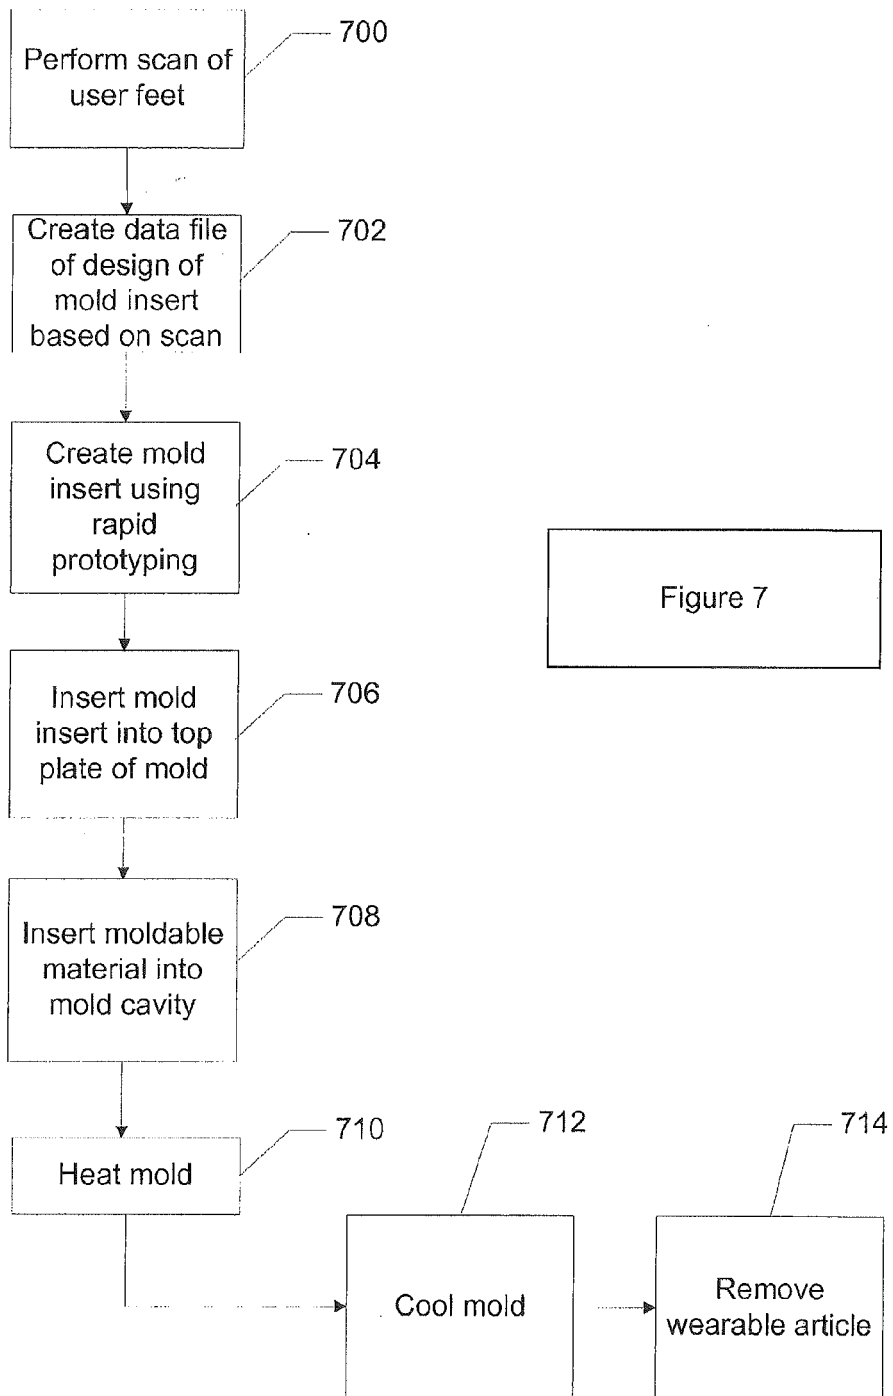 700
Perform scan of
user feet
702
Create data file
of design of
mold insert
based on scan
704
Create mold
insert using
rapid
prototyping
Figure 7
706
Insert mold
insert into top
plate of mold
708
Insert moldable
material into
mold cavity
710
Heat mold
712
Cool mold
714
Remove
wearable article